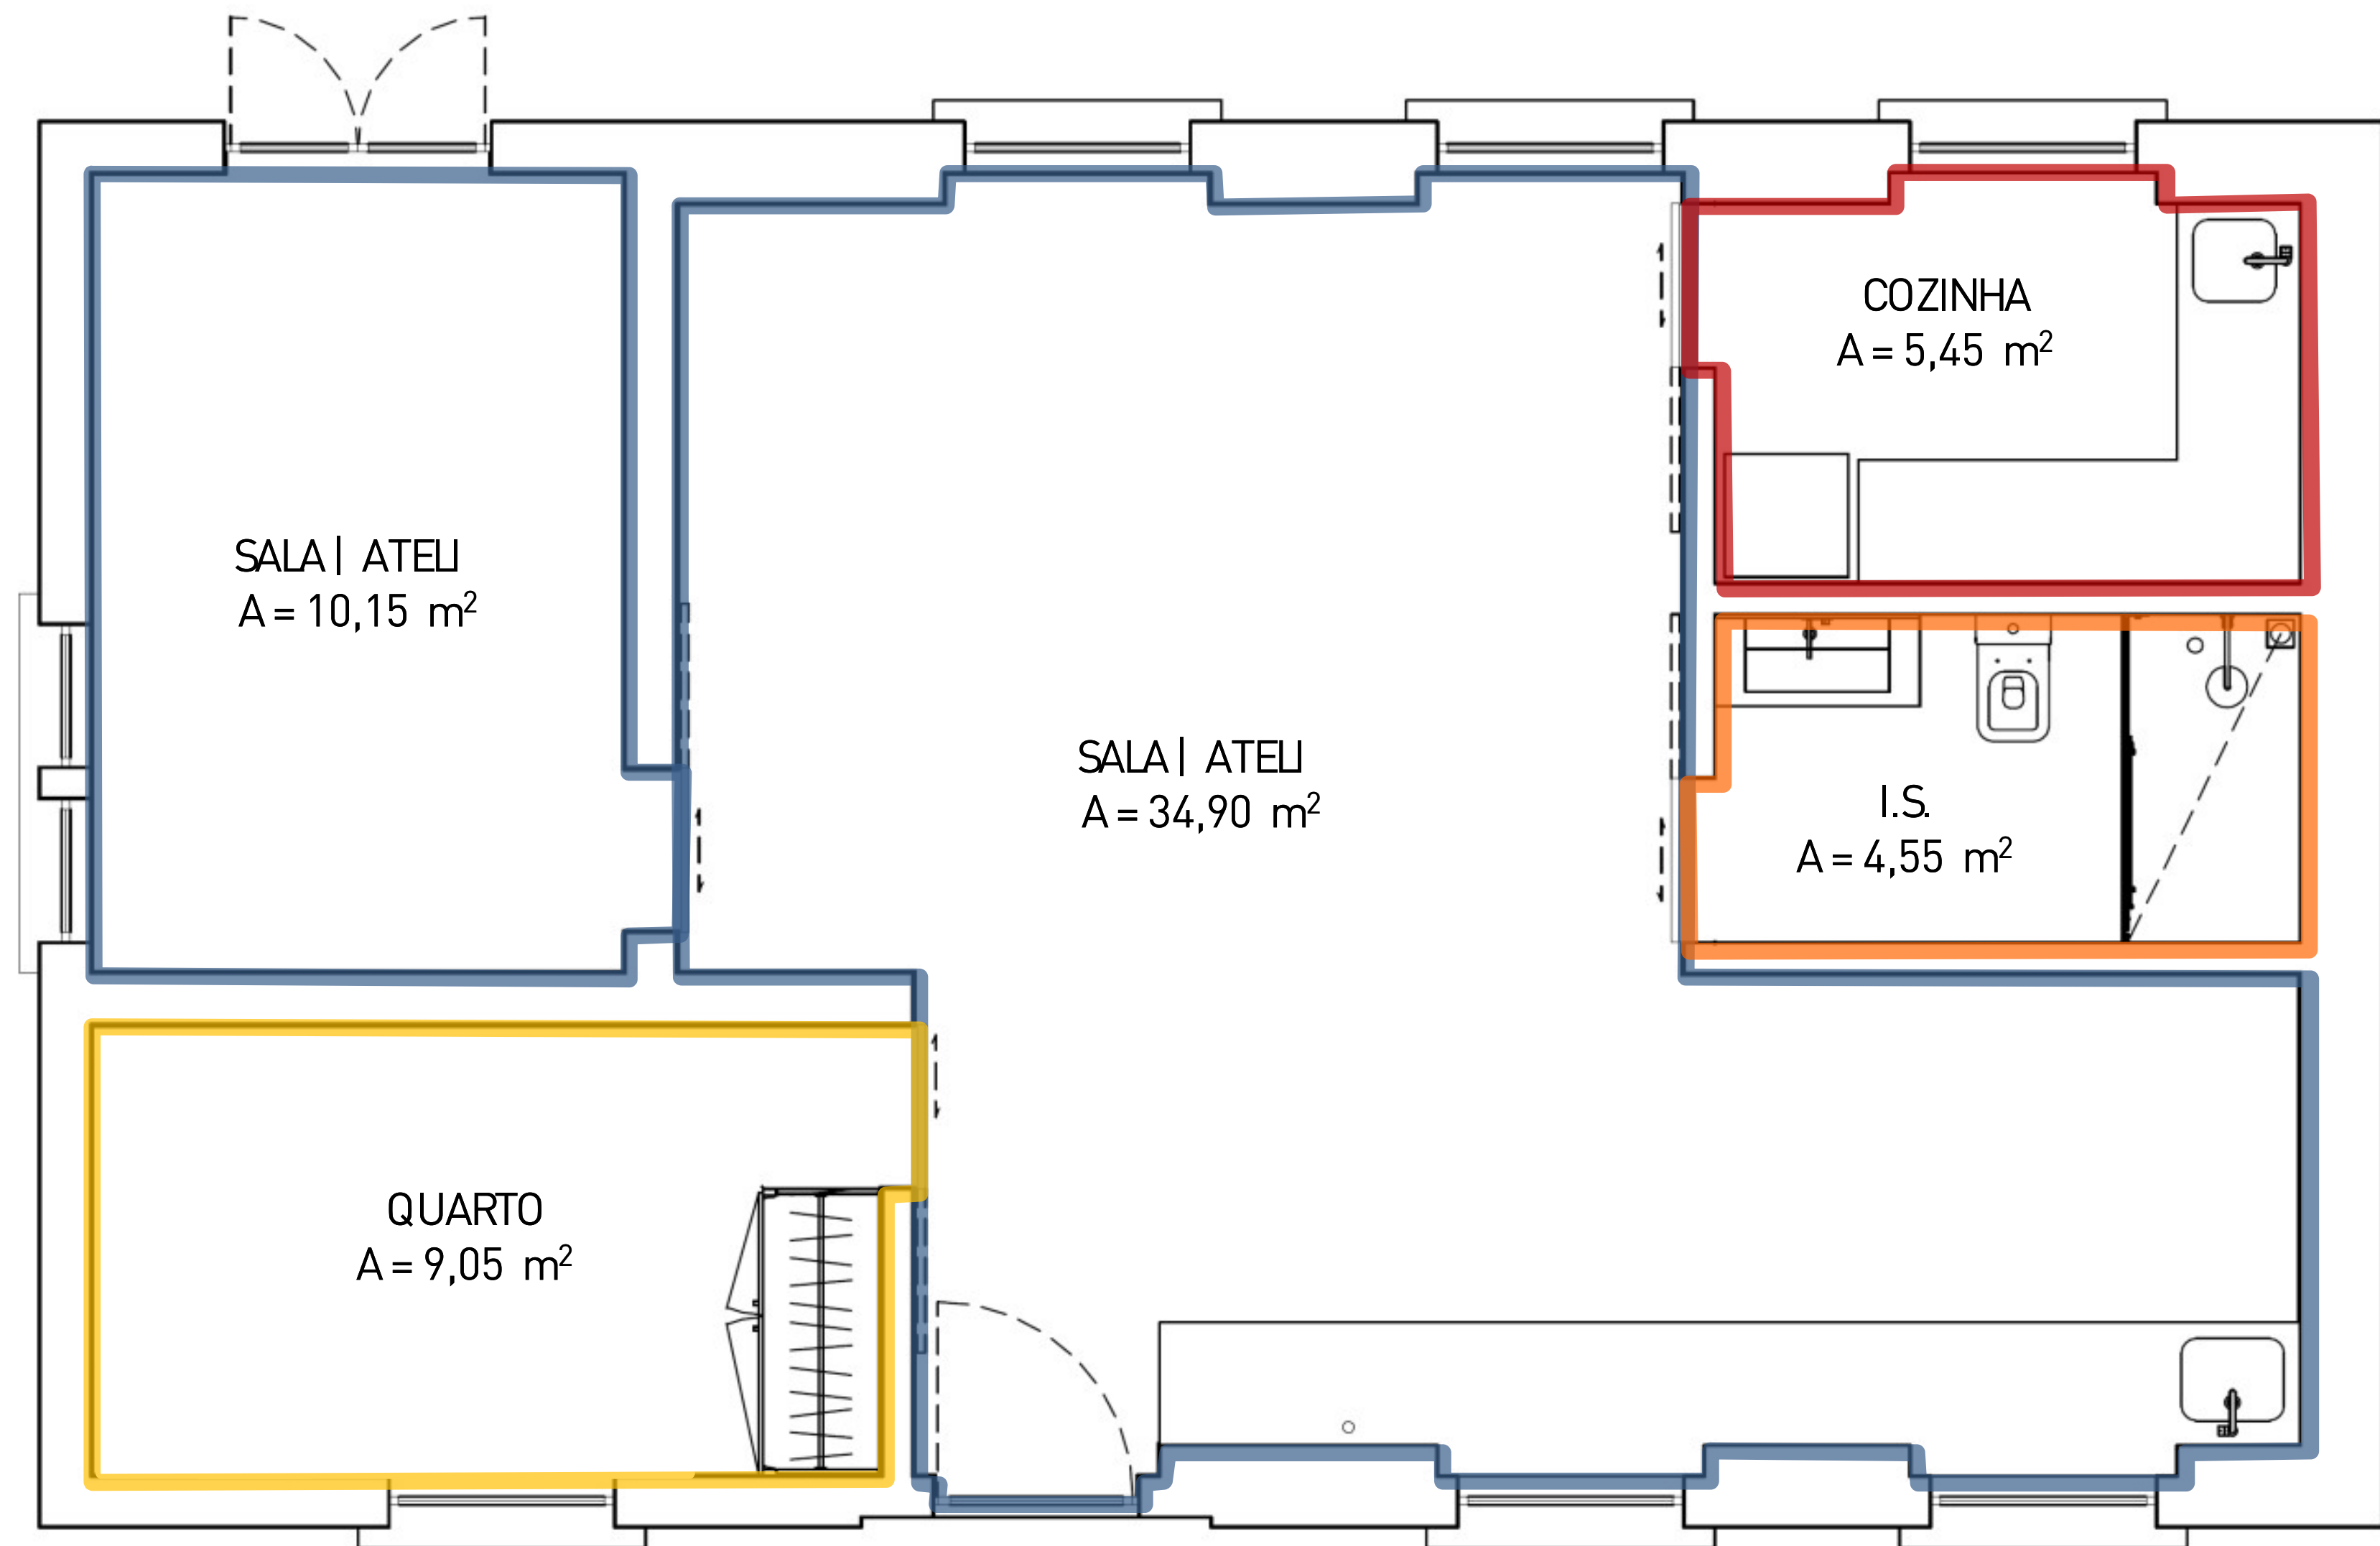 COZINHA
A = 5,45 m²
SALA | ATELI
A = 10,15 m²
SALA | ATELI
A = 34,90 m²
I.S.
A = 4,55 m²
QUARTO
A = 9,05 m²